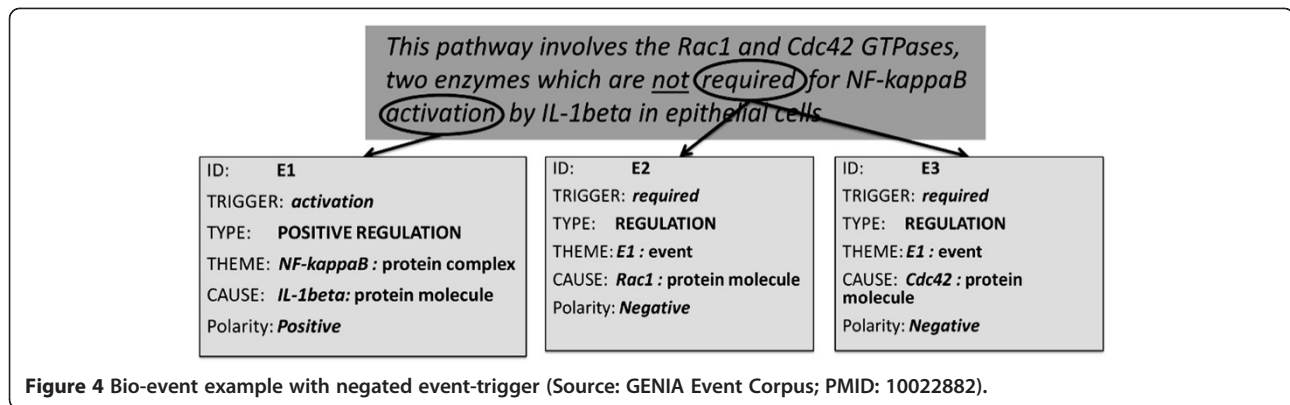 This pathway involves the Rac1 and Cdc42 GTPases,
two enzymes which are not required for NF-kappaB
activation by IL-1beta in epithelial cells
ID: E1
TRIGGER: activation
TYPE: POSITIVE REGULATION
THEME: NF-kappaB : protein complex
CAUSE: IL-1beta: protein molecule
Polarity: Positive
ID: E2
TRIGGER: required
TYPE: REGULATION
THEME: E1 : event
CAUSE: Rac1 : protein molecule
Polarity: Negative
ID: E3
TRIGGER: required
TYPE: REGULATION
THEME: E1 : event
CAUSE: Cdc42 : protein
molecule
Polarity: Negative
Figure 4 Bio-event example with negated event-trigger (Source: GENIA Event Corpus; PMID: 10022882).